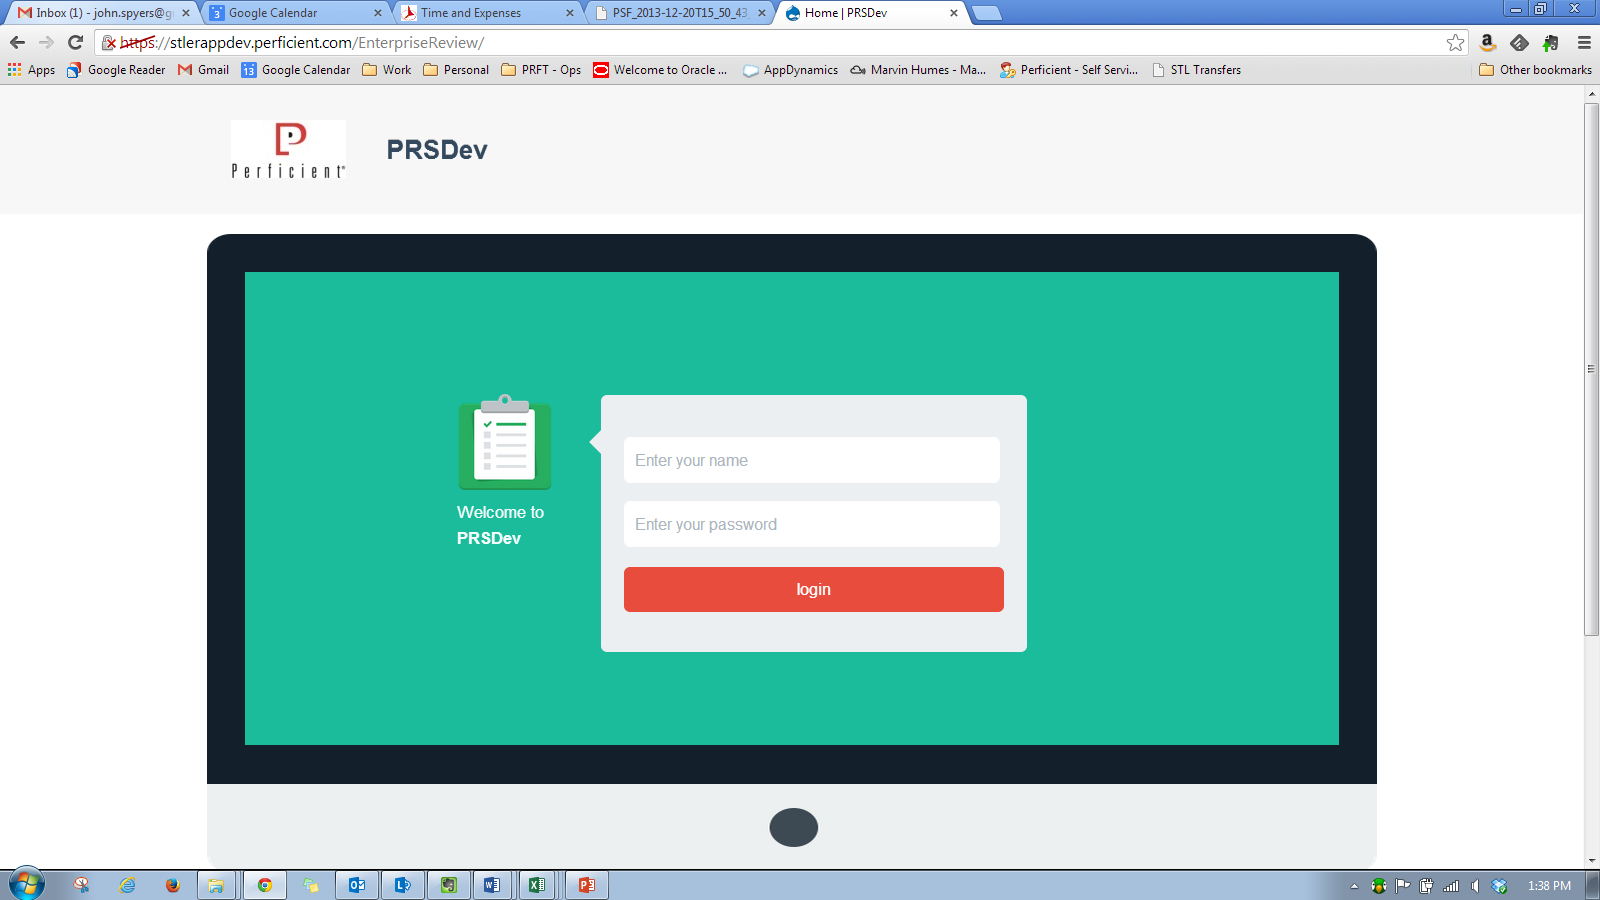 Inbox (1) - john.spyers@g
Google Calendar
Time and Expenses
PSF_2013-12-20T15_50_43
Home | PRSDev
https://stlerappdev.perficient.com/EnterpriseReview/
Apps
Google Reader
Gmail
13
Google Calendar
Work
Personal
PRFT - Ops
Welcome to Oracle ...
AppDynamics
Marvin Humes - Ma...
Perficient - Self Servi...
STL Transfers
Other bookmarks
Perficient
PRSDev
Enter your name
Welcome to
PRSDev
Enter your password
login
1:38 PM